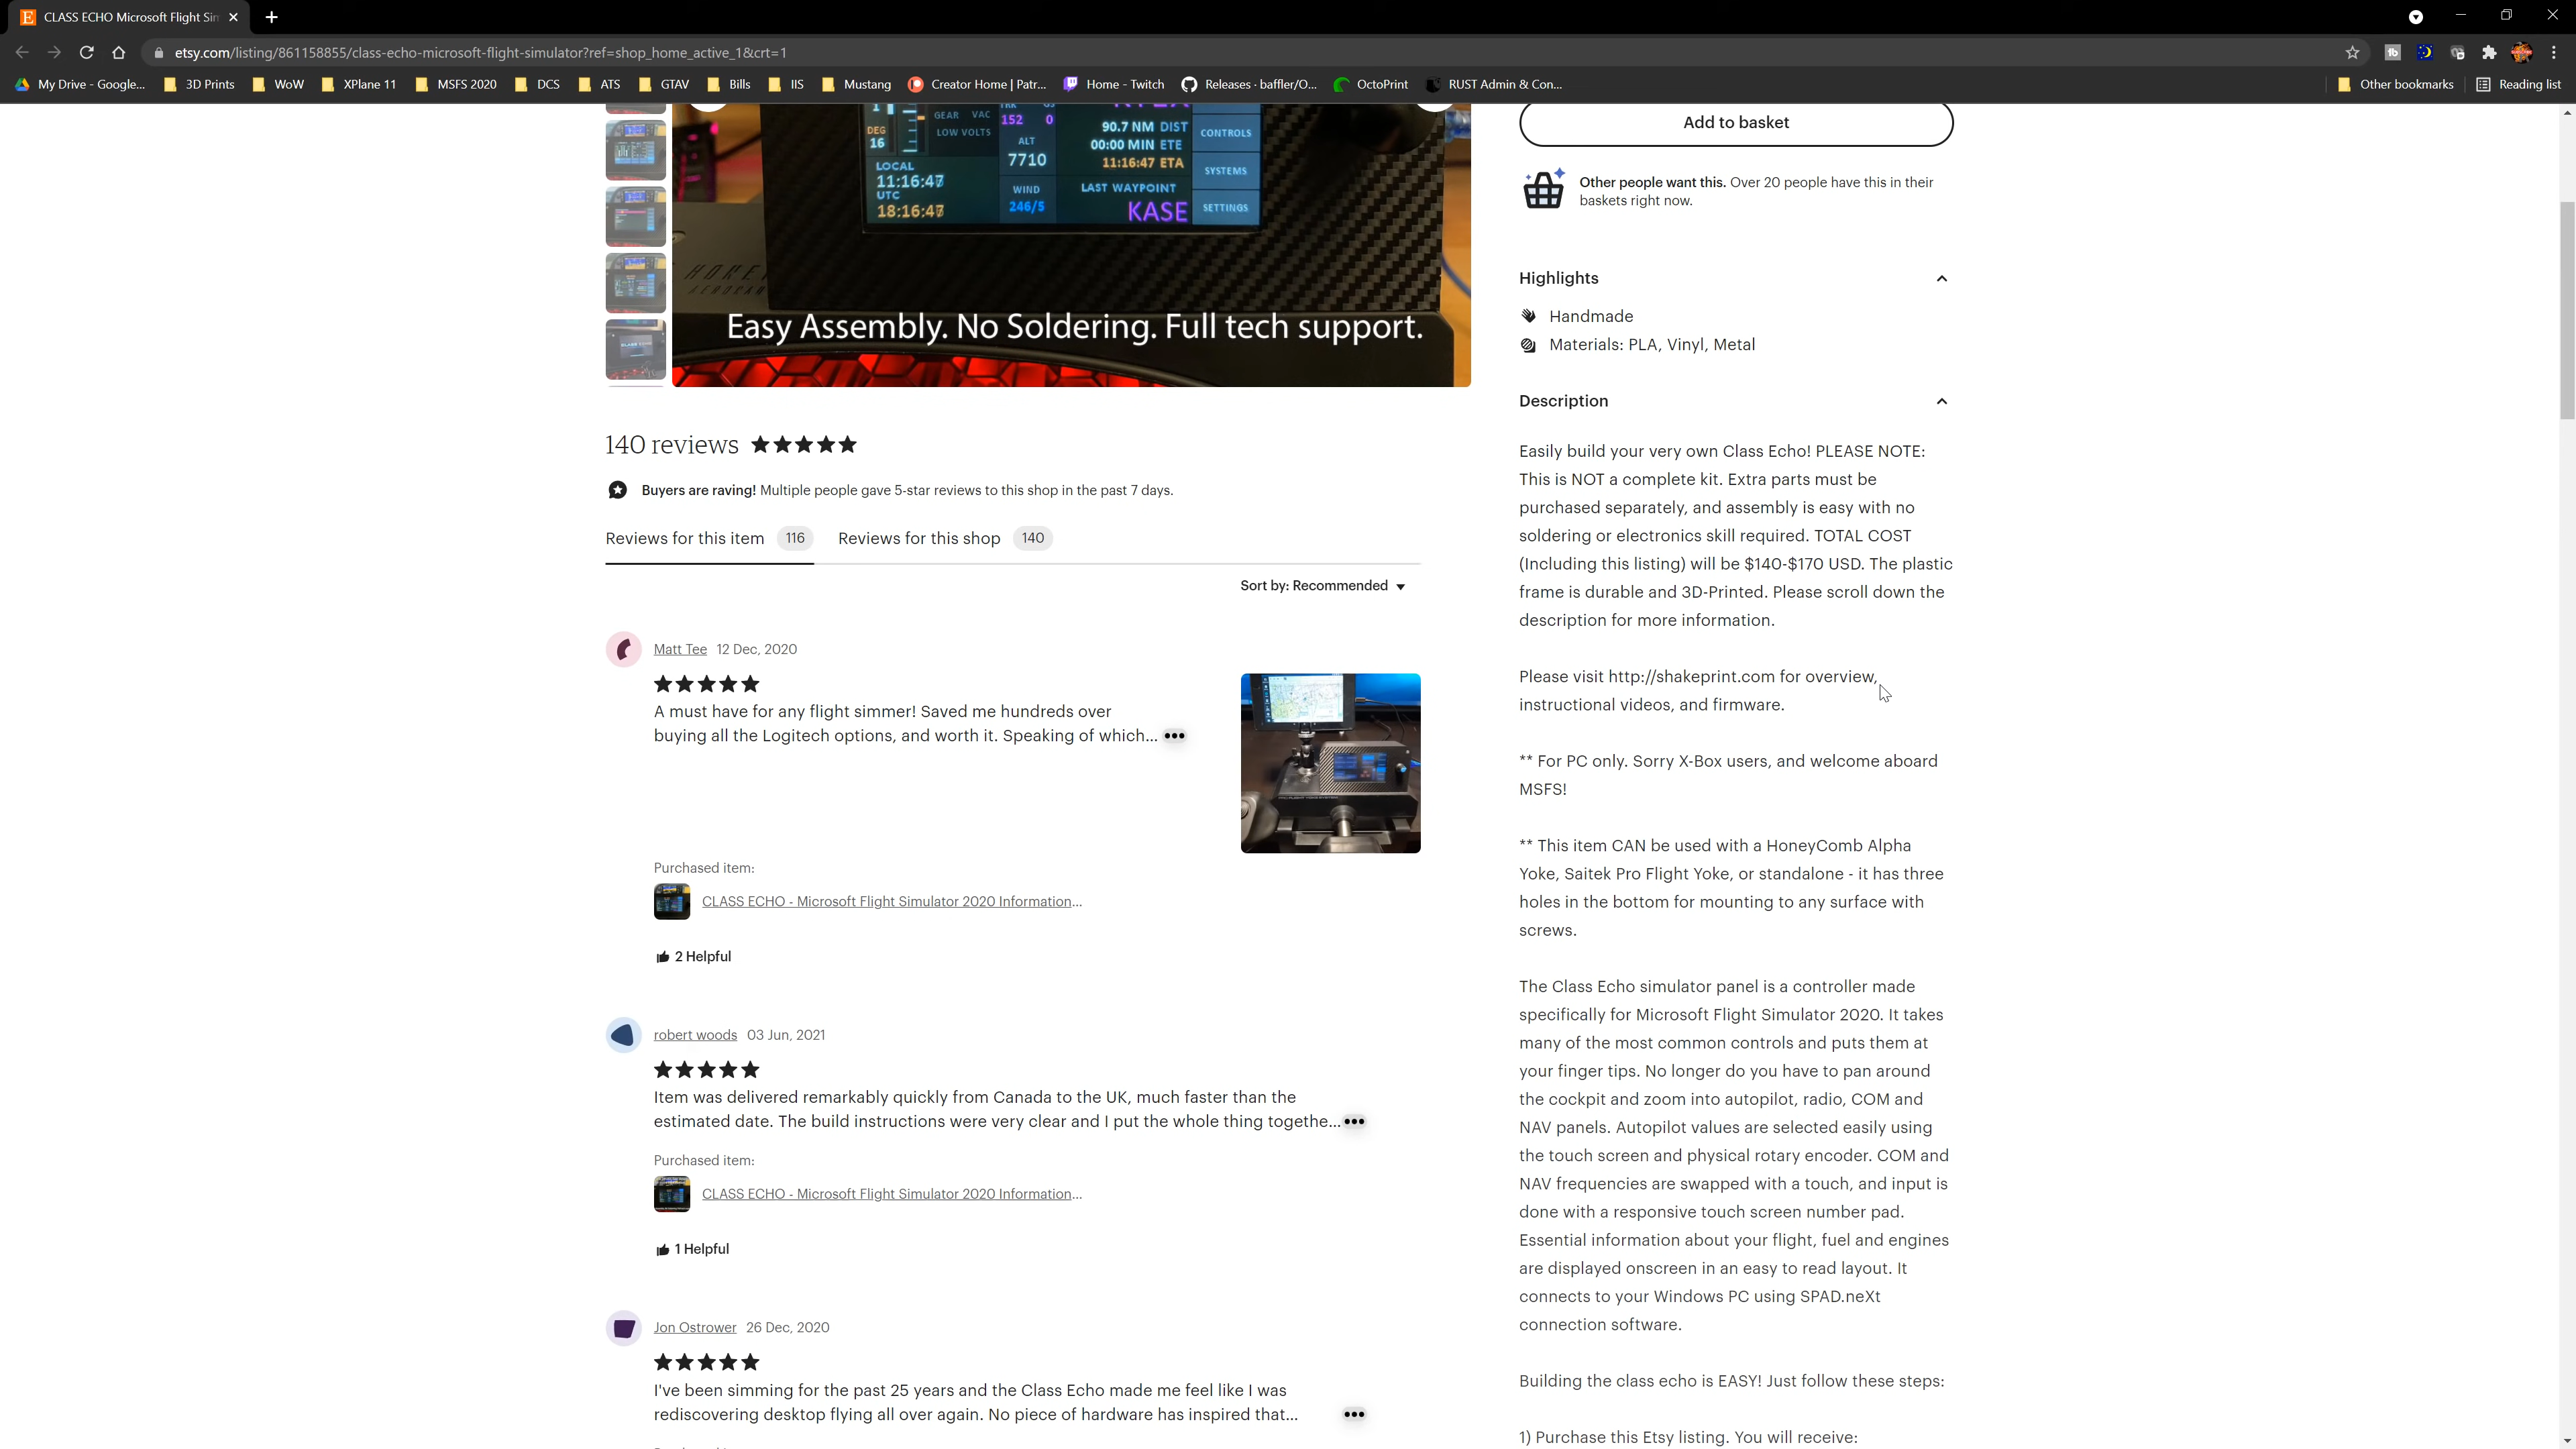 CLASS ECHO Microsoft Flight Sim
etsy.com/listing/861158855/class-echo-microsoft-flight-simulator?ref=shop_home_active_1&crt=1
My Drive - Google...
3D Prints
WoW
XPlane 11
MSFS 2020
DCS
ATS
GTAV
Bills
IIS
Mustang
Creator Home | Patr...
Home - Twitch
Releases · baffler/O...
OctoPrint
RUST Admin & Con...
Other bookmarks
Reading list
1
DEG
16
GEAR VAC
LOW VOLTS
152 0
ALT
7710
WIND
246/5
LOCAL
11:16:47
UTC
18:16:47
90.7 NM DIST
00:00 MIN ETE
11:16:47 ETA
LAST WAYPOINT
KASE
CONTROLS
SYSTEMS
SETTINGS
Easy Assembly. No Soldering. Full tech support.
140 reviews
Buyers are raving! Multiple people gave 5-star reviews to this shop in the past 7 days.
Reviews for this item 116
Reviews for this shop 140
Sort by: Recommended
Matt Tee 12 Dec, 2020
A must have for any flight simmer! Saved me hundreds over
buying all the Logitech options, and worth it. Speaking of which...
Purchased item:
CLASS ECHO - Microsoft Flight Simulator 2020 Information...
2 Helpful
robert woods 03 Jun, 2021
Item was delivered remarkably quickly from Canada to the UK, much faster than the
estimated date. The build instructions were very clear and I put the whole thing togethe...
Purchased item:
CLASS ECHO - Microsoft Flight Simulator 2020 Information...
1 Helpful
Jon Ostrower 26 Dec, 2020
I've been simming for the past 25 years and the Class Echo made me feel like I was
rediscovering desktop flying all over again. No piece of hardware has inspired that...
Add to basket
Other people want this. Over 20 people have this in their
baskets right now.
Highlights
Handmade
Materials: PLA, Vinyl, Metal
Description
Easily build your very own Class Echo! PLEASE NOTE:
This is NOT a complete kit. Extra parts must be
purchased separately, and assembly is easy with no
soldering or electronics skill required. TOTAL COST
(Including this listing) will be $140-$170 USD. The plastic
frame is durable and 3D-Printed. Please scroll down the
description for more information.
Please visit http://shakeprint.com for overview,
instructional videos, and firmware.
** For PC only. Sorry X-Box users, and welcome aboard
MSFS!
** This item CAN be used with a HoneyComb Alpha
Yoke, Saitek Pro Flight Yoke, or standalone - it has three
holes in the bottom for mounting to any surface with
screws.
The Class Echo simulator panel is a controller made
specifically for Microsoft Flight Simulator 2020. It takes
many of the most common controls and puts them at
your finger tips. No longer do you have to pan around
the cockpit and zoom into autopilot, radio, COM and
NAV panels. Autopilot values are selected easily using
the touch screen and physical rotary encoder. COM and
NAV frequencies are swapped with a touch, and input is
done with a responsive touch screen number pad.
Essential information about your flight, fuel and engines
are displayed onscreen in an easy to read layout. It
connects to your Windows PC using SPAD.neXt
connection software.
Building the class echo is EASY! Just follow these steps:
1) Purchase this Etsy listing. You will receive: